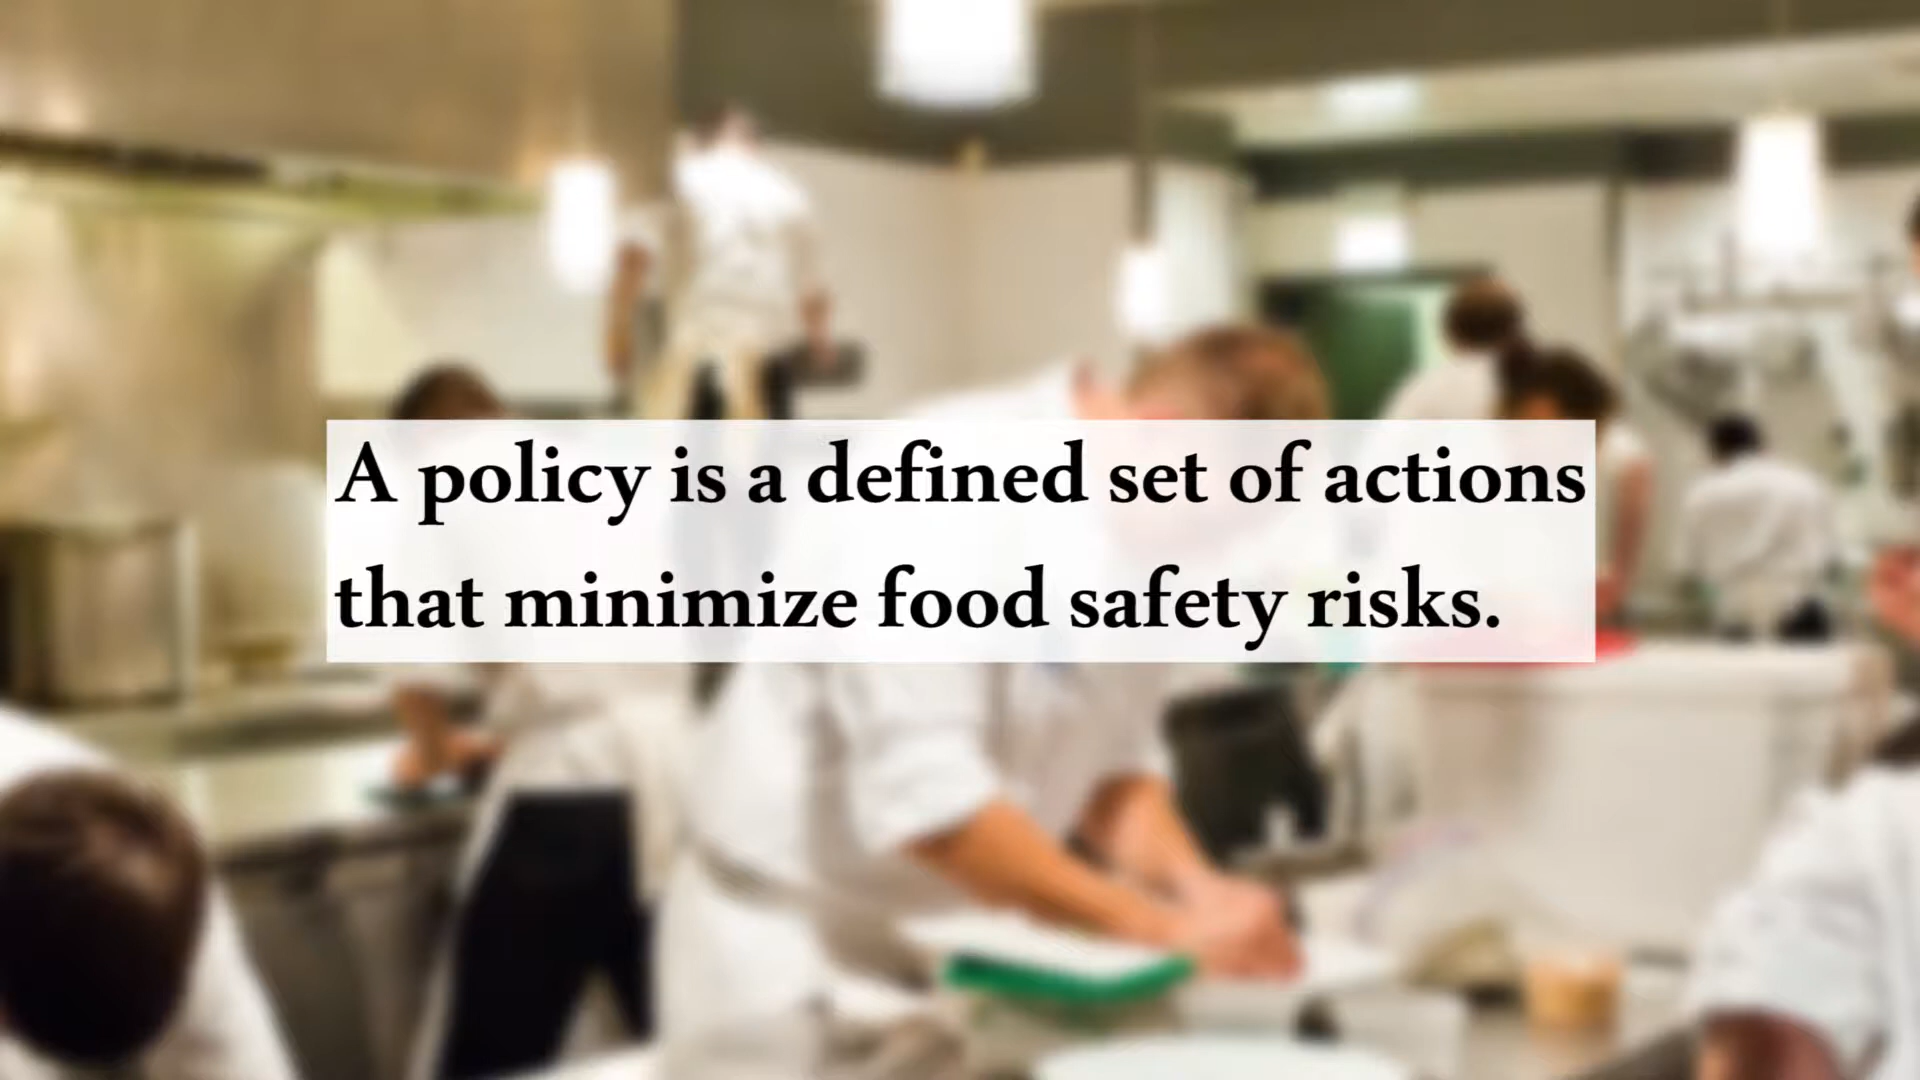 A policy is a defined set of actions
that minimize food safety risks.